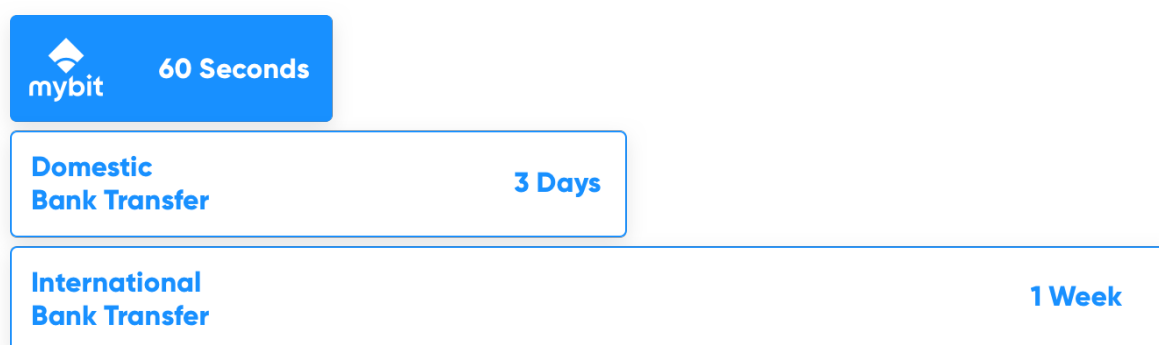 mybit
60 Seconds
Domestic
Bank Transfer
3 Days
International
Bank Transfer
1 Week